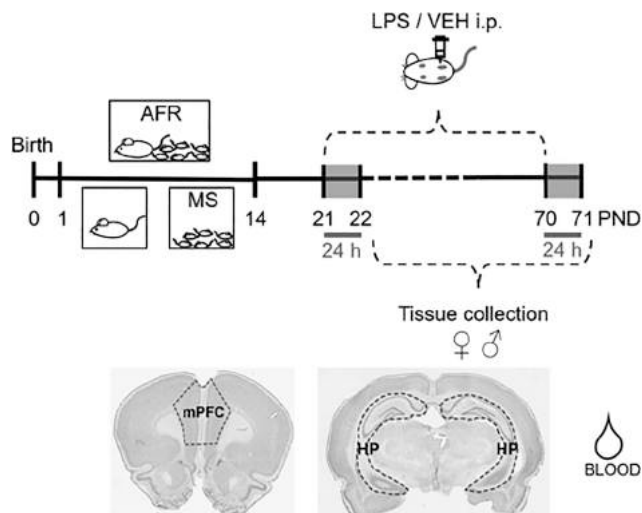 LPS / VEH i.p.
AFR
Birth
MS
0 1 14 21 22 70 71 PND
24 h 24 h
Tissue collection
♀ ♂
mPFC
HP HP
BLOOD